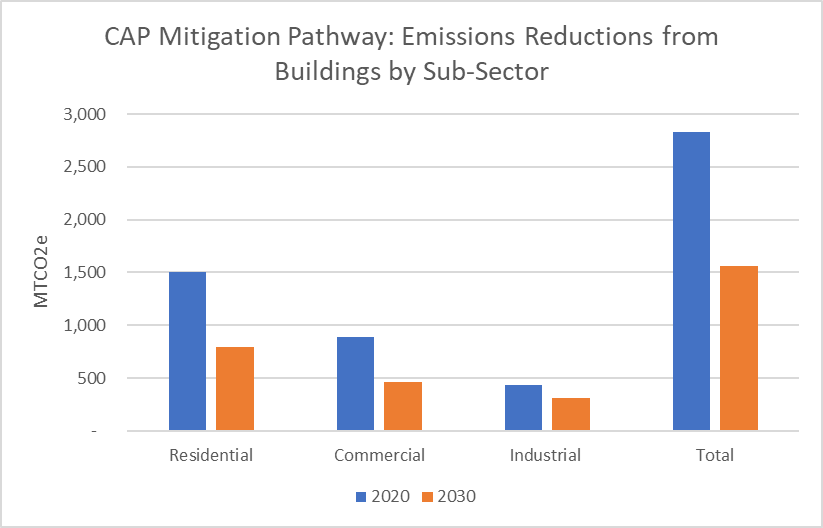 CAP Mitigation Pathway: Emissions Reductions from
Buildings by Sub-Sector
3,000
2,500
2,000
1,500
1,000
500
-
MTCO2e
Residential
Commercial
Industrial
Total
2020
2030